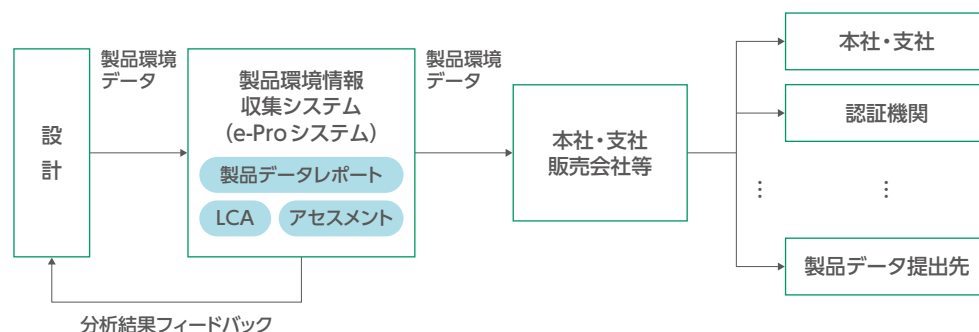 設
計
製品環境
データ
製品環境情報
収集システム
（e-Proシステム）
製品データレポート
LCA
アセスメント
分析結果フィードバック
製品環境
データ
本社・支社
販売会社等
本社・支社
認証機関
⋮
⋮
製品データ提出先